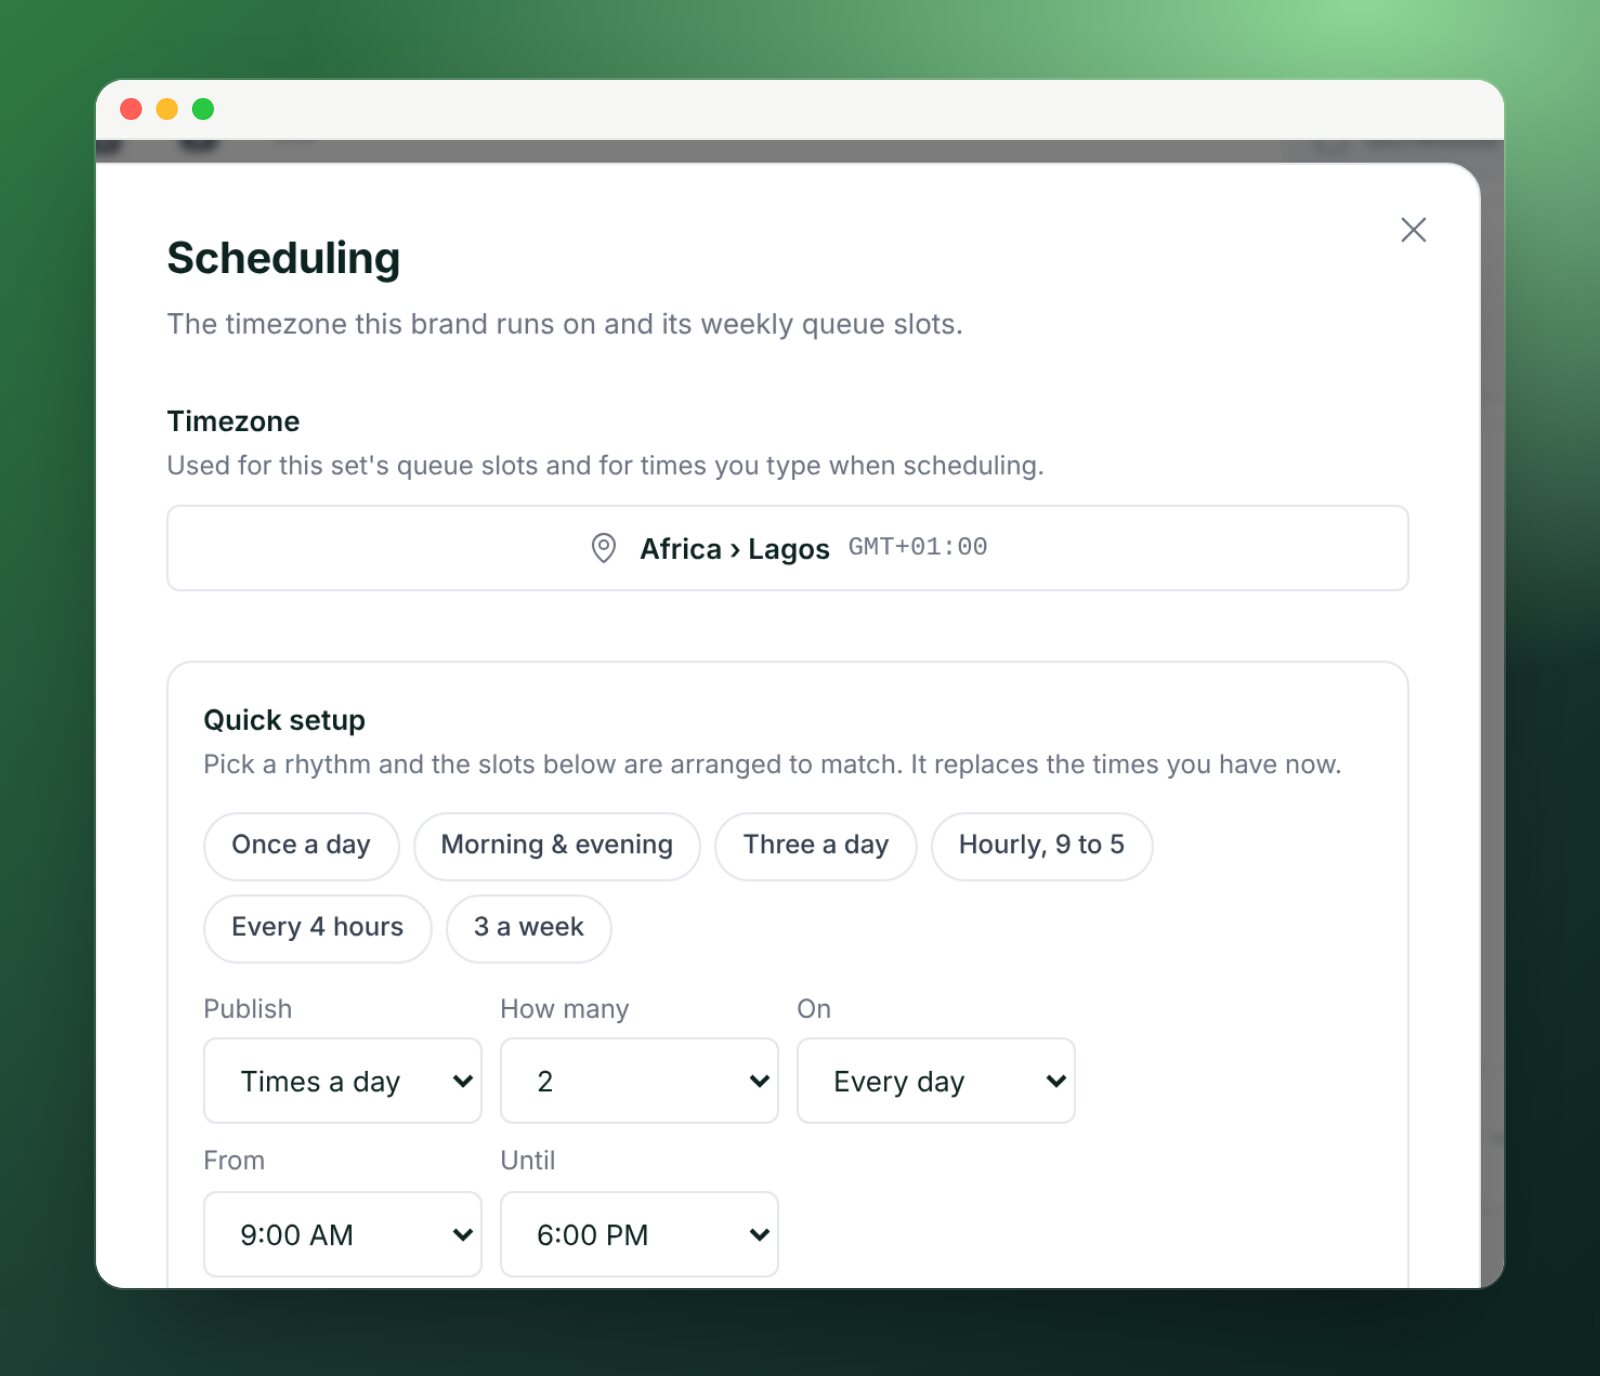 Scheduling
The timezone this brand runs on and its weekly queue slots.
Timezone
Used for this set's queue slots and for times you type when scheduling.
Africa › Lagos GMT+01:00
Quick setup
Pick a rhythm and the slots below are arranged to match. It replaces the times you have now.
Once a day Morning & evening Three a day Hourly, 9 to 5
Every 4 hours 3 a week
Publish How many On
Times a day 2 Every day
From Until
9:00 AM 6:00 PM